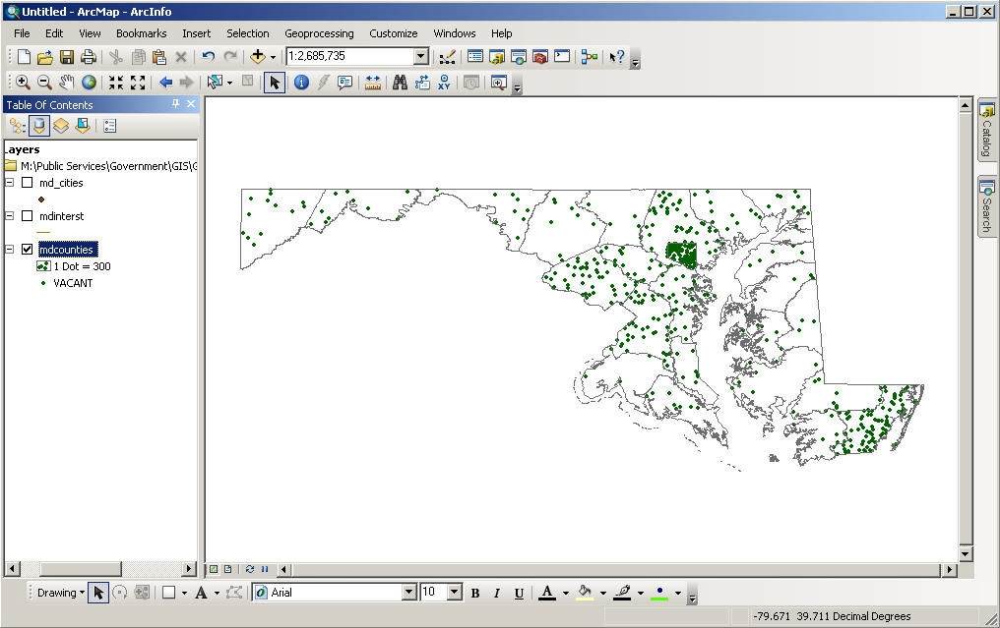 Untitled - ArcMap - ArcInfo
File Edit View Bookmarks Insert Selection Geoprocessing Customize Windows Help
1:2,685,735
XY
Table Of Contents
Layers
M:\Public Services\Government\GIS\G
md_cities
mdinterst
mdcounties
1 Dot = 300
VACANT
Catalog
Search
Drawing A Arial 10 B I U A
-79.671 39.711 Decimal Degrees